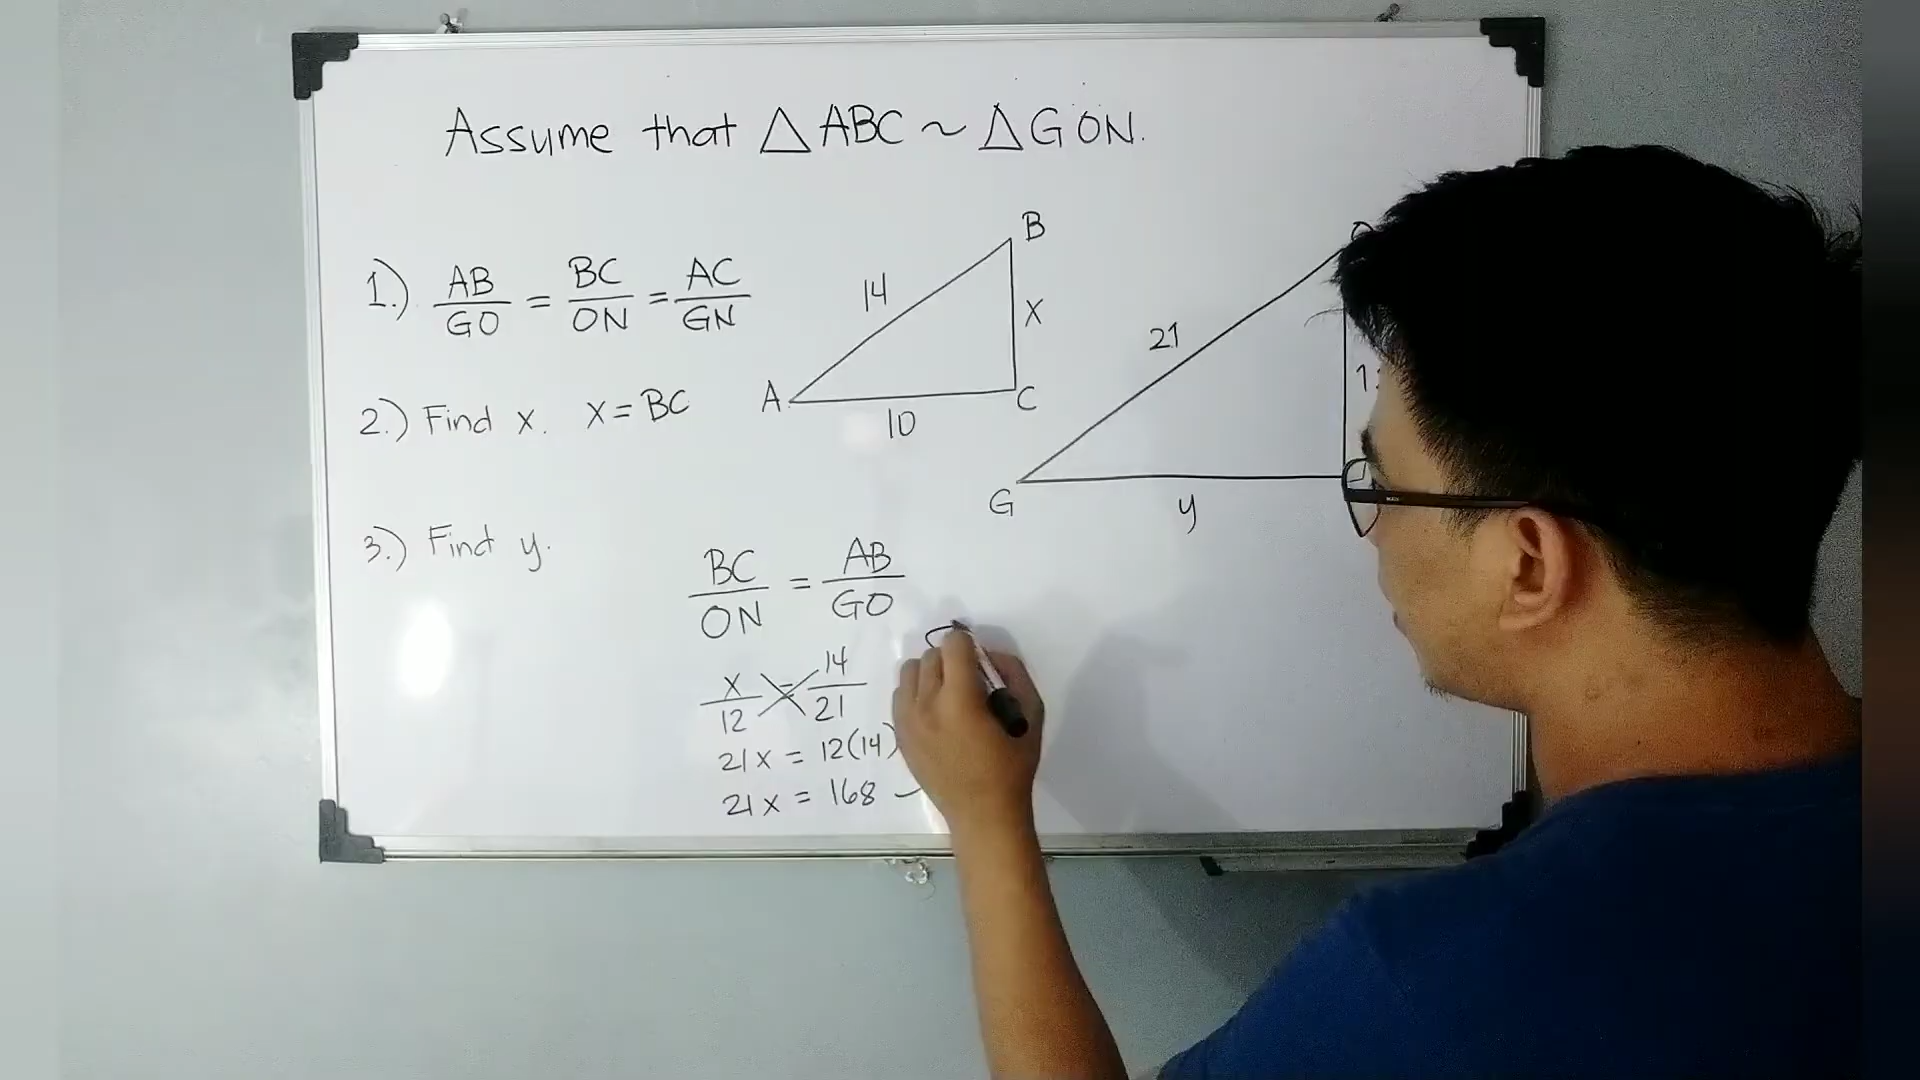 Assume that △ABC ~ △GON.
1.) AB/GO = BC/ON = AC/GN
2.) Find x. x = BC
3.) Find y.
B
14
x
A
C
10
21
G
y
BC/ON = AB/GO
x/12 = 14/21
21x = 12(14)
21x = 168